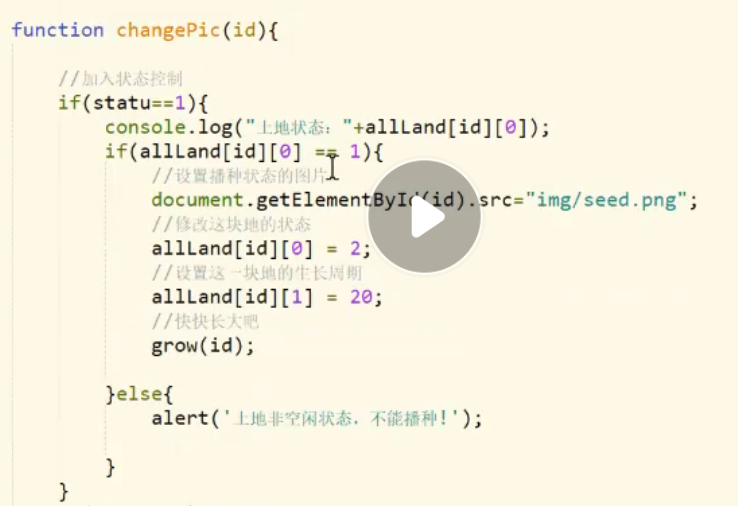 function changePic(id){
//加入状态控制
if(statu==1){
console.log("土地状态："+allLand[id][0]);
if(allLand[id][0] == 1){
//设置播种状态的图片
document.getElementById(id).src="img/seed.png";
//修改这块地的状态
allLand[id][0] = 2;
//设置这一块地的生长周期
allLand[id][1] = 20;
//快快长大吧
grow(id);
}else{
alert('土地非空闲状态，不能播种!');
}
}